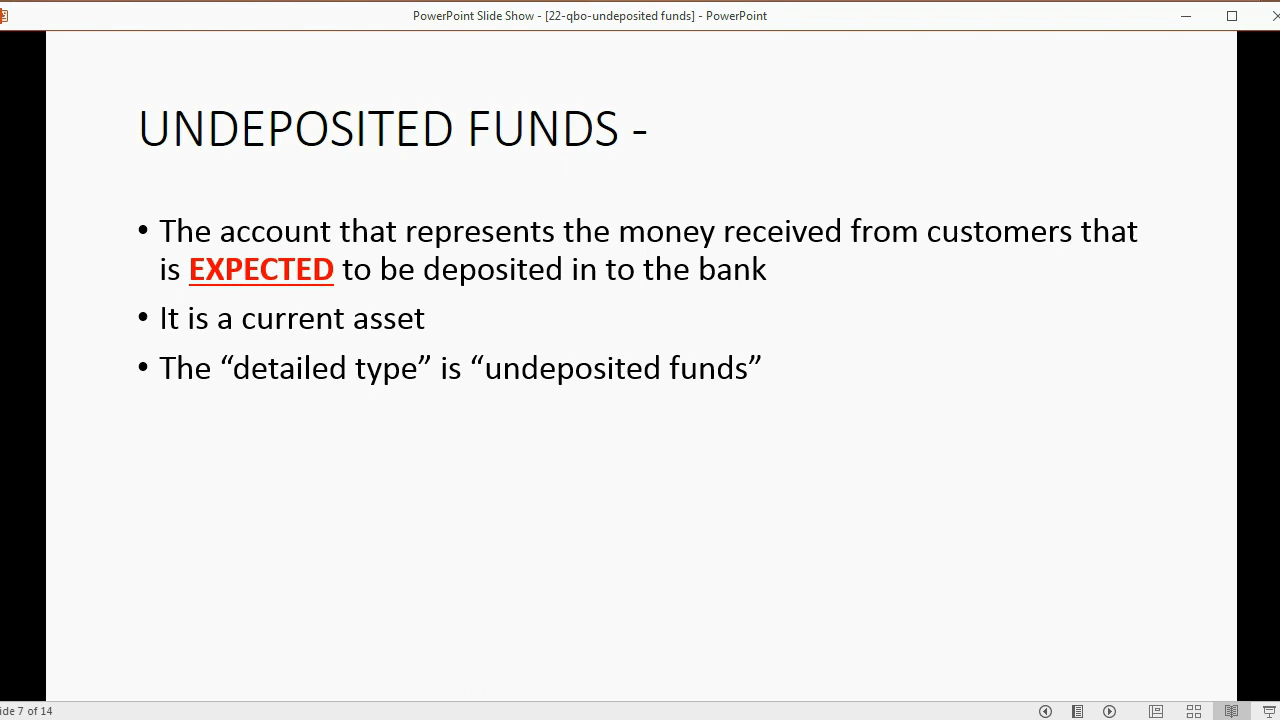 PowerPoint Slide Show - [22-qbo-undeposited funds] - PowerPoint
UNDEPOSITED FUNDS -
• The account that represents the money received from customers that
is EXPECTED to be deposited in to the bank
• It is a current asset
• The “detailed type” is “undeposited funds”
ide 7 of 14